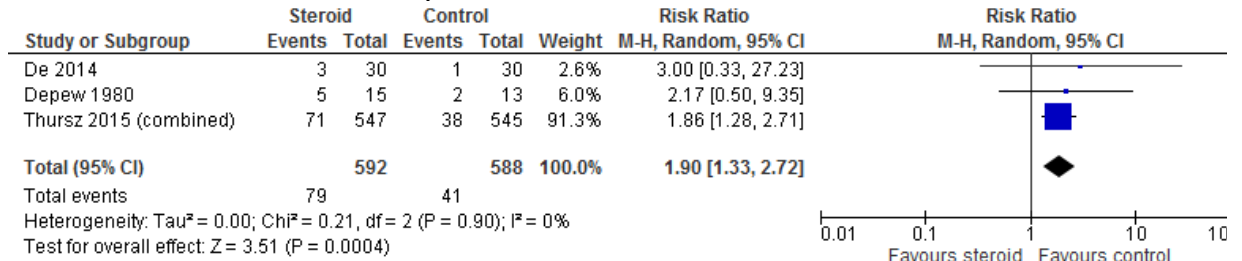 Steroid Control Risk Ratio Risk Ratio
Study or Subgroup Events Total Events Total Weight M-H, Random, 95% CI M-H, Random, 95% CI
De 2014 3 30 1 30 2.6% 3.00 [0.33, 27.23]
Depew 1980 5 15 2 13 6.0% 2.17 [0.50, 9.35]
Thursz 2015 (combined) 71 547 38 545 91.3% 1.86 [1.28, 2.71]
Total (95% CI) 592 588 100.0% 1.90 [1.33, 2.72]
Total events 79 41
Heterogeneity: Tau² = 0.00; Chi² = 0.21, df = 2 (P = 0.90); I² = 0%
Test for overall effect: Z = 3.51 (P = 0.0004)
0.01 0.1 1 10 10
Favours steroid Favours control